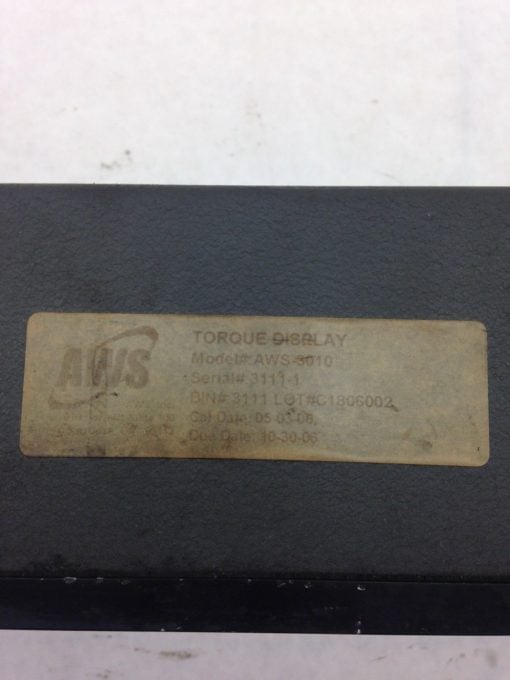 AWS
TORQUE DISPLAY
Model# AWS-3010
Serial# 3111-1
BIN# 3111 LOT#C1806002
Cal Date: 05-03-06
Due Date: 10-30-06